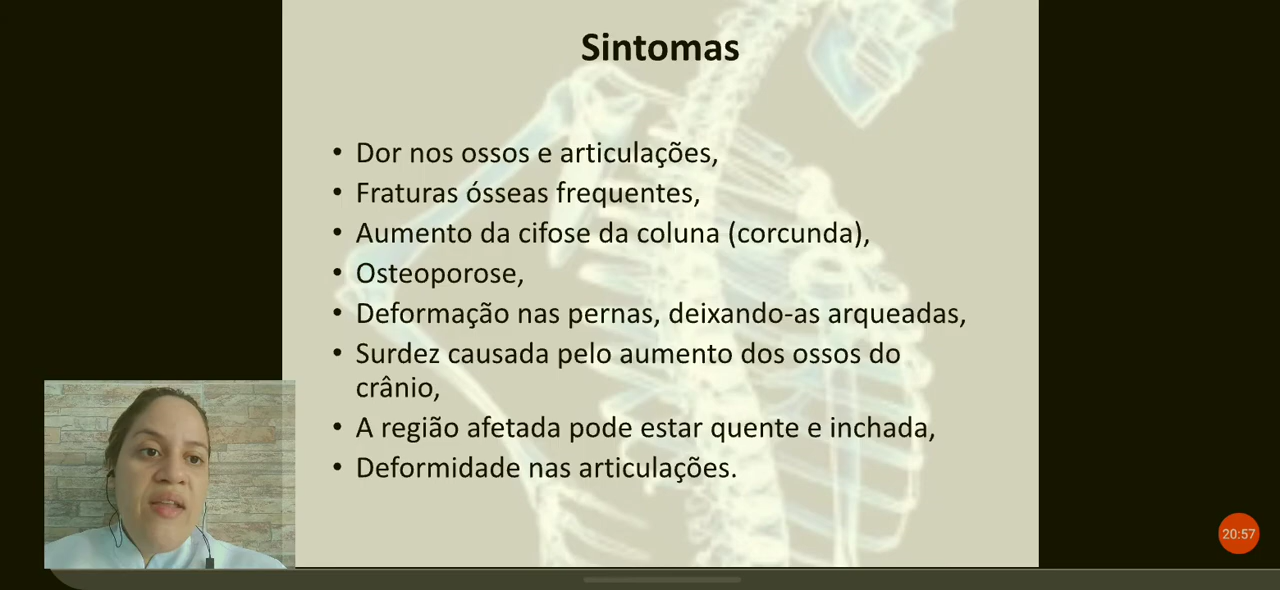 Sintomas
• Dor nos ossos e articulações,
• Fraturas ósseas frequentes,
• Aumento da cifose da coluna (corcunda),
• Osteoporose,
• Deformação nas pernas, deixando-as arqueadas,
• Surdez causada pelo aumento dos ossos do
crânio,
• A região afetada pode estar quente e inchada,
• Deformidade nas articulações.
20:57